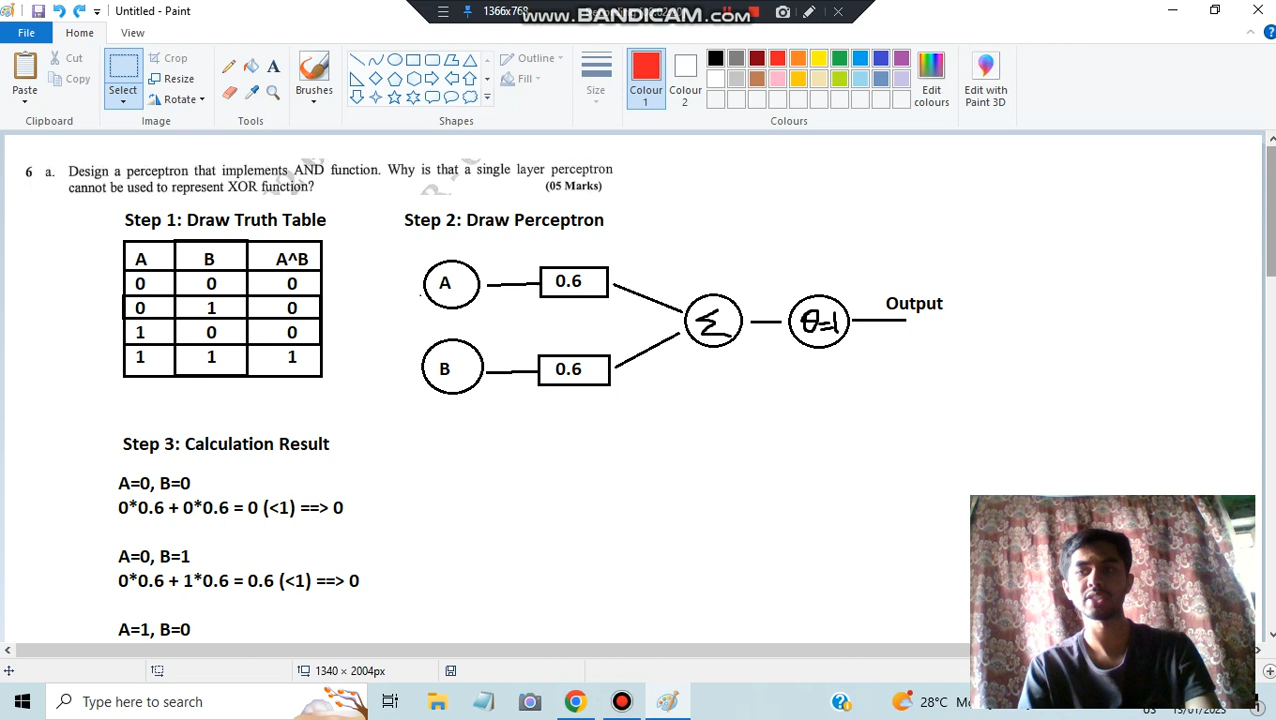 Untitled - Paint
1366x768
www.BANDICAM.com
File
Home
View
Paste
Cut
Copy
Clipboard
Select
Crop
Resize
Rotate
Image
Tools
Brushes
Shapes
Outline
Fill
Size
Colour 1
Colour 2
Edit colours
Edit with Paint 3D
Colours
6 a. Design a perceptron that implements AND function. Why is that a single layer perceptron
cannot be used to represent XOR function? (05 Marks)
Step 1: Draw Truth Table
Step 2: Draw Perceptron
A B A^B
0 0 0
0 1 0
1 0 0
1 1 1
A 0.6
B 0.6
Σ
θ=1
Output
Step 3: Calculation Result
A=0, B=0
0*0.6 + 0*0.6 = 0 (<1) ==> 0
A=0, B=1
0*0.6 + 1*0.6 = 0.6 (<1) ==> 0
A=1, B=0
1340 × 2004px
Type here to search
28°C